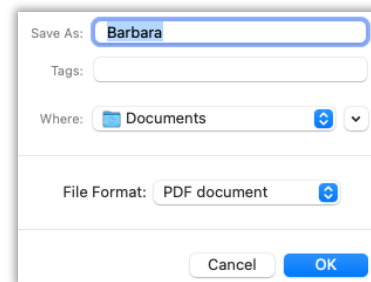 Save As: Barbara
Tags:
Where: Documents
File Format: PDF document
Cancel OK